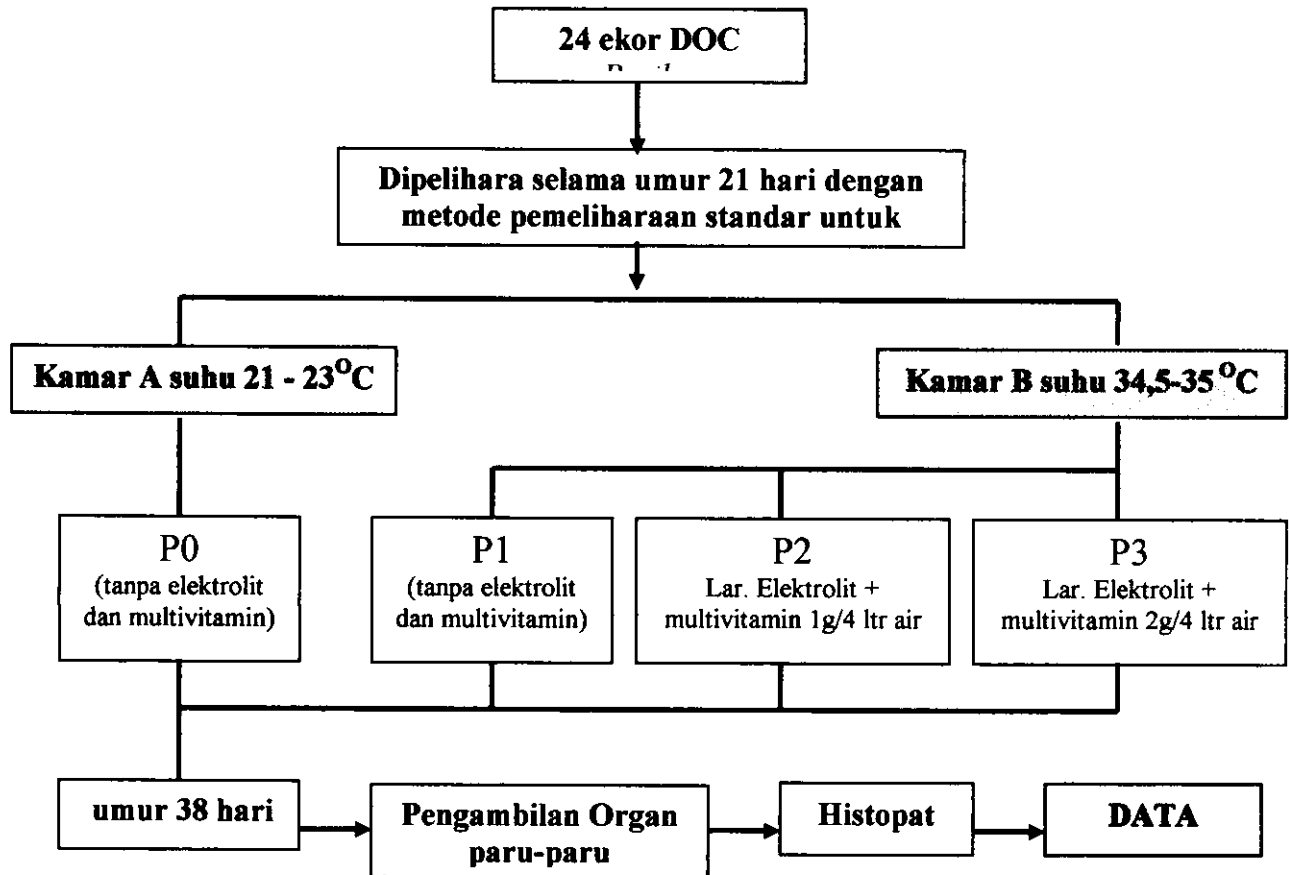 24 ekor DOC
Dipelihara selama umur 21 hari dengan
metode pemeliharaan standar untuk
Kamar A suhu 21 - 23°C
Kamar B suhu 34,5-35 °C
P0
(tanpa elektrolit
dan multivitamin)
P1
(tanpa elektrolit
dan multivitamin)
P2
Lar. Elektrolit +
multivitamin 1g/4 ltr air
P3
Lar. Elektrolit +
multivitamin 2g/4 ltr air
umur 38 hari
Pengambilan Organ
paru-paru
Histopat
DATA